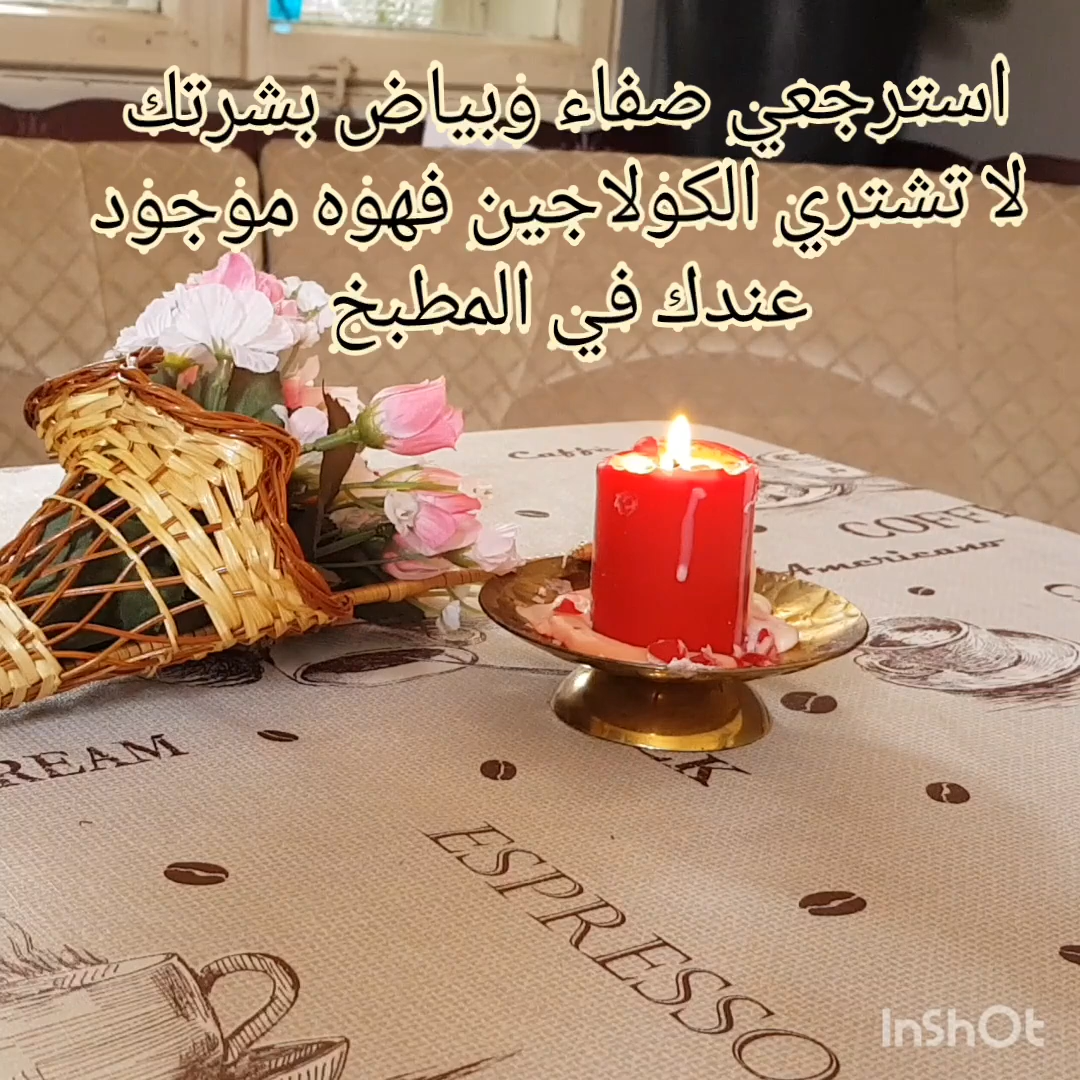 استرجعي صفاء وبياض بشرتك
لا تشتري الكولاجين فهوه موجود
عندك في المطبخ
COFF
Americano
REAM
ESPRESSO
InShOt